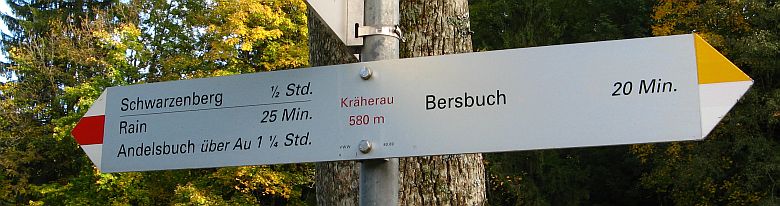 Schwarzenberg ½ Std.
Rain 25 Min.
Andelsbuch über Au 1 ¼ Std.
Kräherau
580 m
Bersbuch 20 Min.